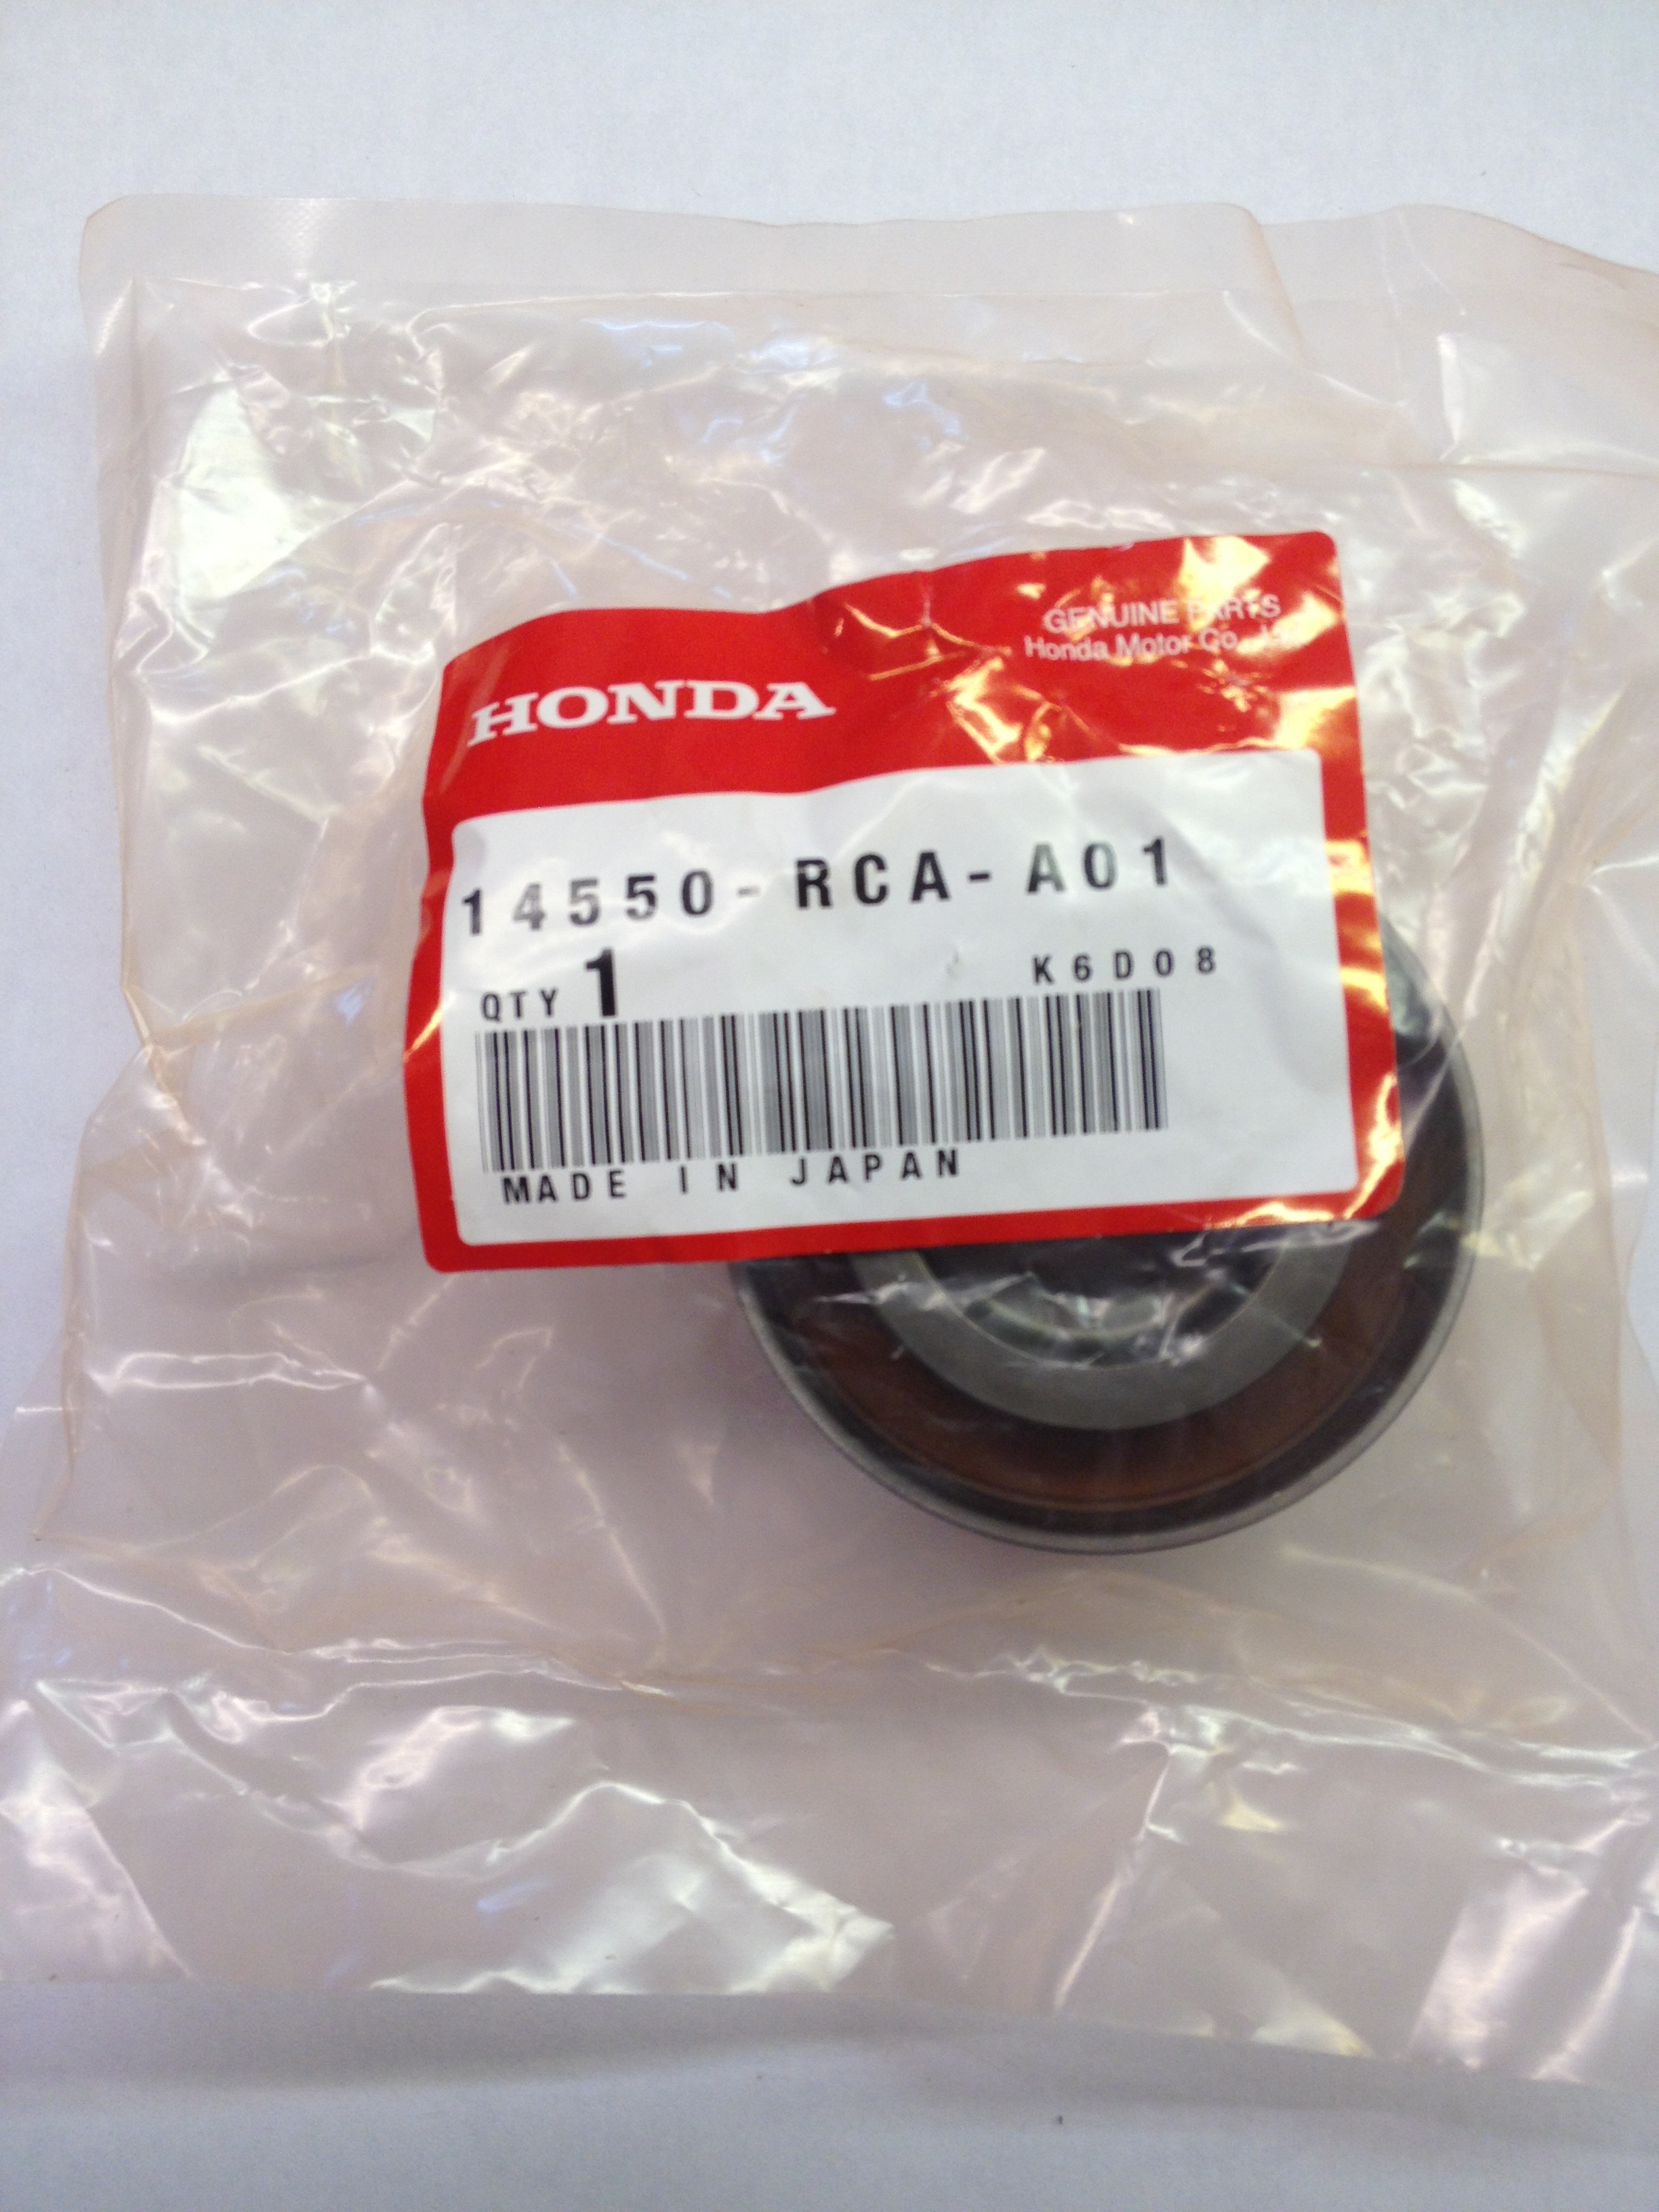 GENUINE PARTS
Honda Motor Co.,
HONDA
14550-RCA-A01
QTY 1
K6D08
MADE IN JAPAN